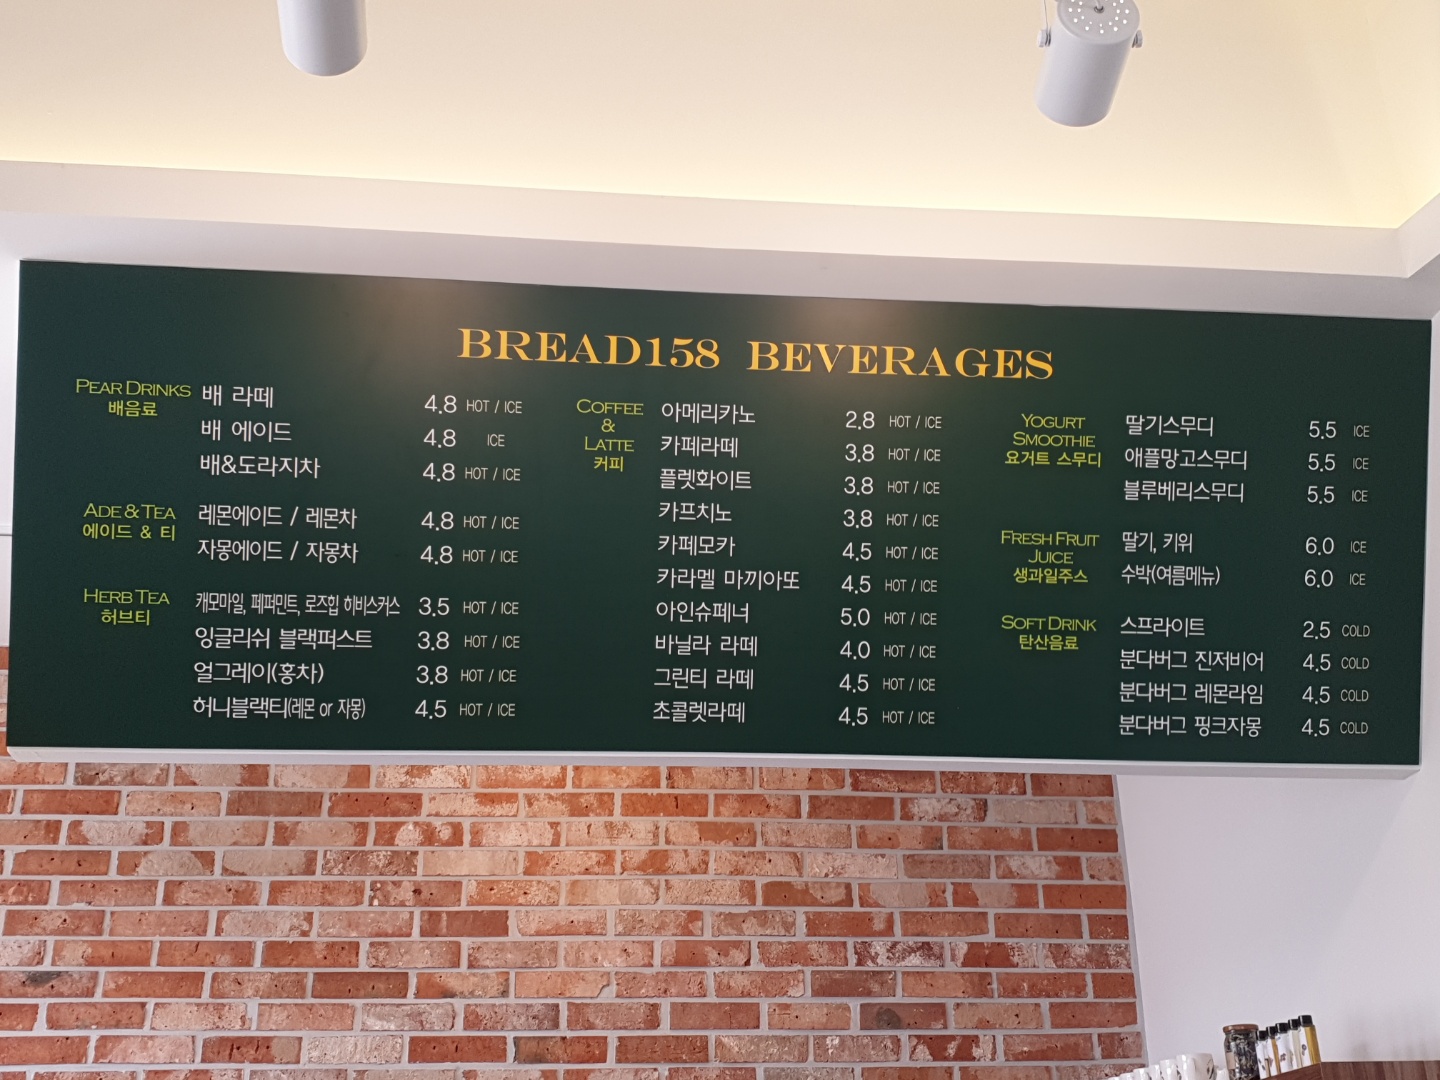 BREAD158 BEVERAGES
PEAR DRINKS
배음료
배 라떼 4.8 HOT / ICE
배 에이드 4.8 ICE
배&도라지차 4.8 HOT / ICE
ADE & TEA
에이드 & 티
레몬에이드 / 레몬차 4.8 HOT / ICE
자몽에이드 / 자몽차 4.8 HOT / ICE
HERB TEA
허브티
캐모마일, 페퍼민트, 로즈힙 히비스커스 3.5 HOT / ICE
잉글리쉬 블랙퍼스트 3.8 HOT / ICE
얼그레이(홍차) 3.8 HOT / ICE
허니블랙티(레몬 or 자몽) 4.5 HOT / ICE
COFFEE
&
LATTE
커피
아메리카노 2.8 HOT / ICE
카페라떼 3.8 HOT / ICE
플렛화이트 3.8 HOT / ICE
카프치노 3.8 HOT / ICE
카페모카 4.5 HOT / ICE
카라멜 마끼아또 4.5 HOT / ICE
아인슈페너 5.0 HOT / ICE
바닐라 라떼 4.0 HOT / ICE
그린티 라떼 4.5 HOT / ICE
초콜렛라떼 4.5 HOT / ICE
YOGURT
SMOOTHIE
요거트 스무디
딸기스무디 5.5 ICE
애플망고스무디 5.5 ICE
블루베리스무디 5.5 ICE
FRESH FRUIT
JUICE
생과일주스
딸기, 키위 6.0 ICE
수박(여름메뉴) 6.0 ICE
SOFT DRINK
탄산음료
스프라이트 2.5 COLD
분다버그 진저비어 4.5 COLD
분다버그 레몬라임 4.5 COLD
분다버그 핑크자몽 4.5 COLD